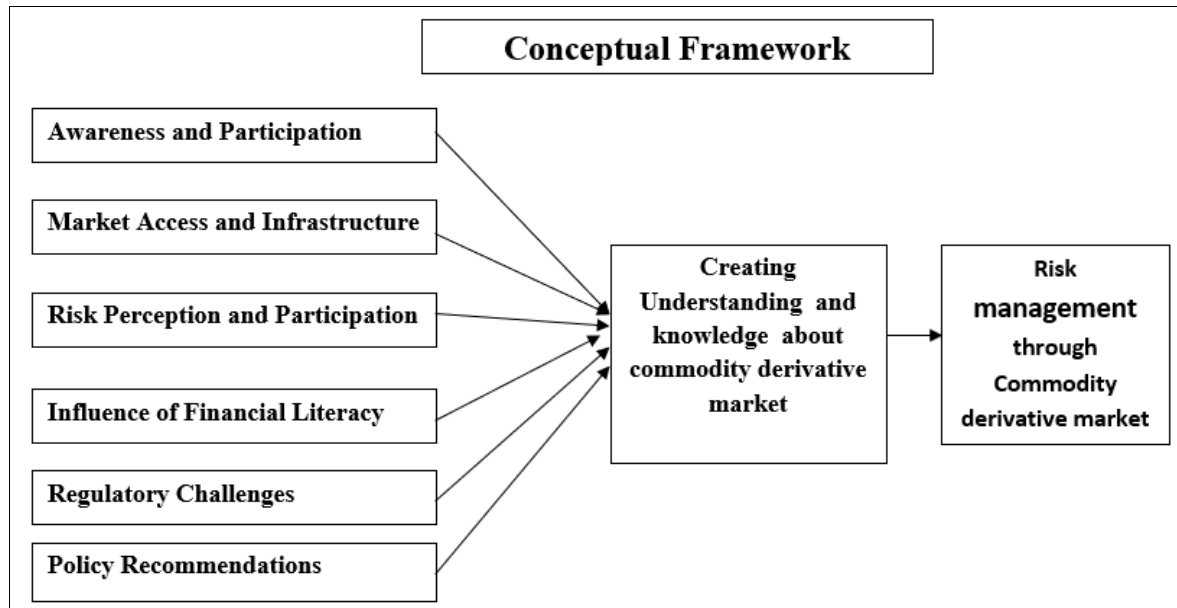 Conceptual Framework
Awareness and Participation
Market Access and Infrastructure
Risk Perception and Participation
Influence of Financial Literacy
Regulatory Challenges
Policy Recommendations
Creating
Understanding and
knowledge about
commodity derivative
market
Risk
management
through
Commodity
derivative market